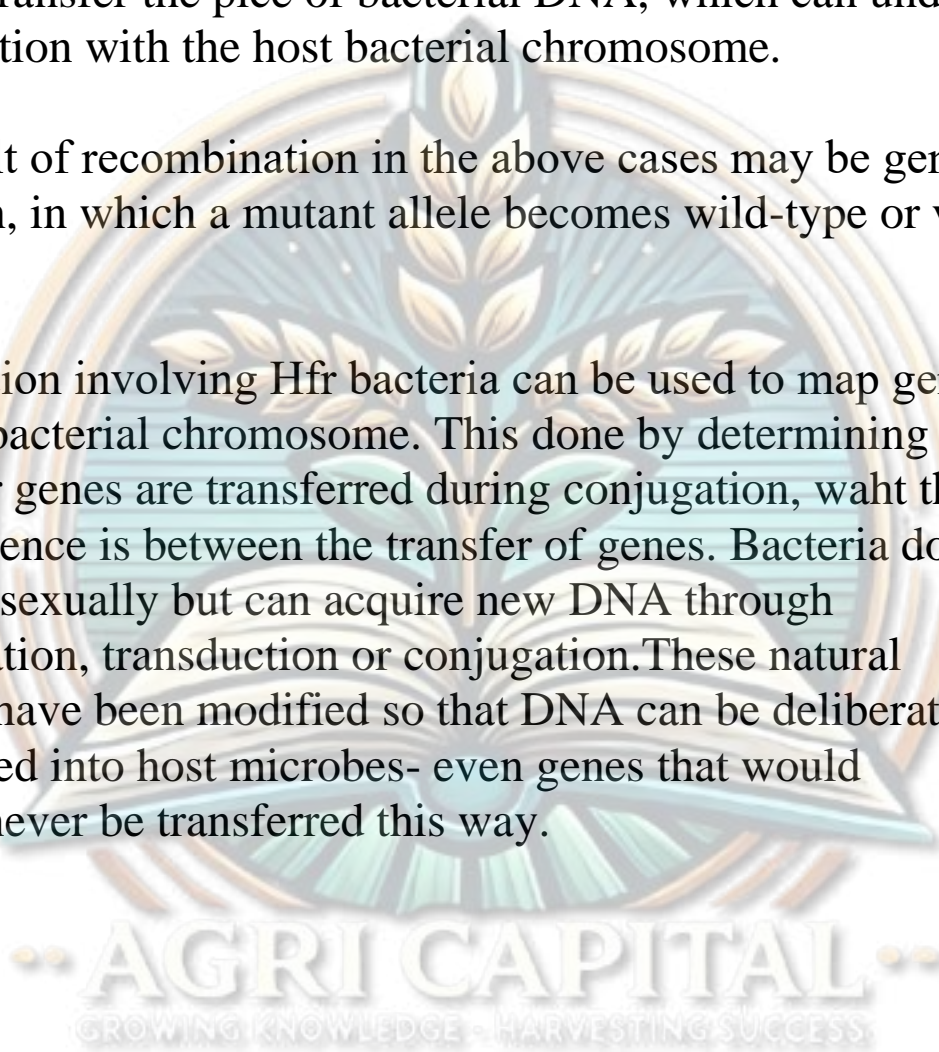 ransfer the pice of bacterial DNA, which can und
tion with the host bacterial chromosome.
t of recombination in the above cases may be gen
, in which a mutant allele becomes wild-type or v
ion involving Hfr bacteria can be used to map ge
bacterial chromosome. This done by determining
r genes are transferred during conjugation, waht th
ence is between the transfer of genes. Bacteria do
sexually but can acquire new DNA through
ation, transduction or conjugation.These natural
have been modified so that DNA can be deliberat
ed into host microbes- even genes that would
never be transferred this way.
AGRI CAPITAL
GROWING KNOWLEDGE - HARVESTING SUCCESS